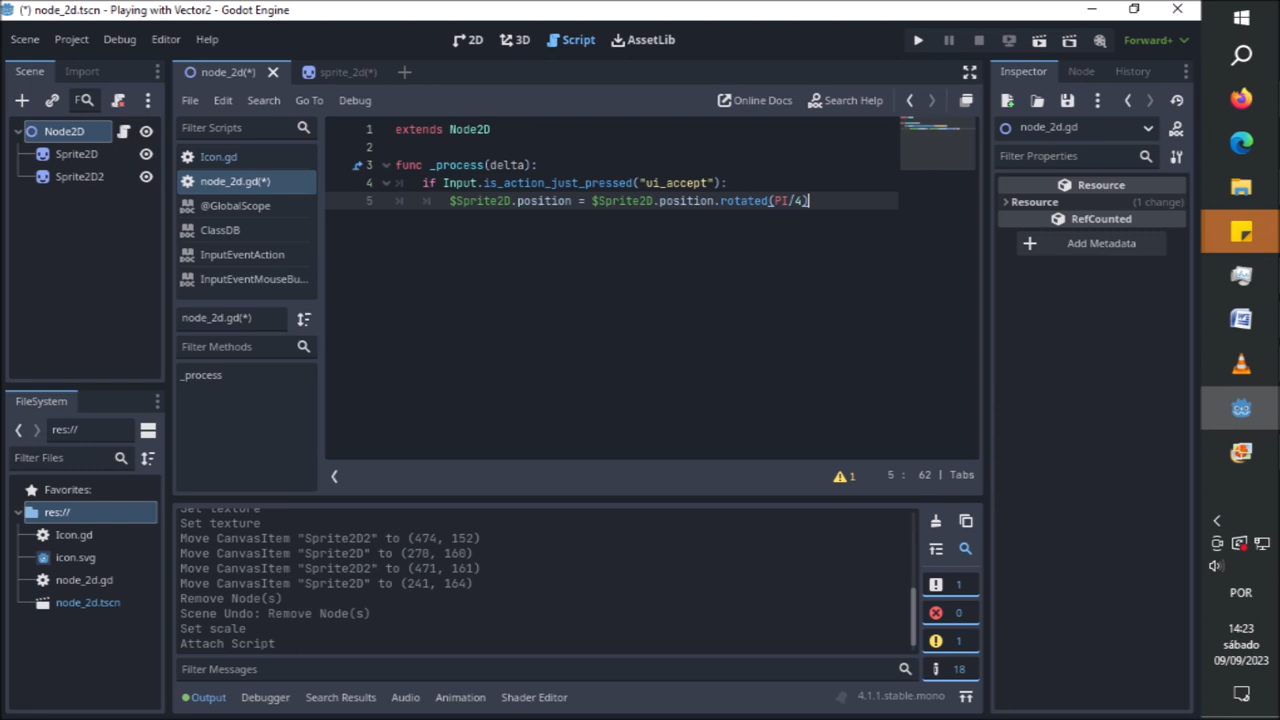 (*) node_2d.tscn - Playing with Vector2 - Godot Engine
Scene Project Debug Editor Help
2D 3D Script AssetLib
Forward+
Scene Import
node_2d(*) sprite_2d(*)
Inspector Node History
File Edit Search Go To Debug
Online Docs Search Help
Node2D
Sprite2D
Sprite2D2
Filter Scripts
Icon.gd
node_2d.gd(*)
@GlobalScope
ClassDB
InputEventAction
InputEventMouseBu...
node_2d.gd(*)
Filter Methods
_process
1 extends Node2D
2
3 func _process(delta):
4 if Input.is_action_just_pressed("ui_accept"):
5 $Sprite2D.position = $Sprite2D.position.rotated(PI/4)
1 5 : 62 | Tabs
node_2d.gd
Filter Properties
Resource
Resource (1 change)
RefCounted
Add Metadata
FileSystem
res://
Filter Files
Favorites:
res://
Icon.gd
icon.svg
node_2d.gd
node_2d.tscn
Set texture
Set texture
Move CanvasItem "Sprite2D2" to (474, 152)
Move CanvasItem "Sprite2D" to (278, 160)
Move CanvasItem "Sprite2D2" to (471, 161)
Move CanvasItem "Sprite2D" to (241, 164)
Remove Node(s)
Scene Undo: Remove Node(s)
Set scale
Attach Script
1
0
1
18
Filter Messages
Output Debugger Search Results Audio Animation Shader Editor
4.1.1.stable.mono
POR
14:23
sábado
09/09/2023